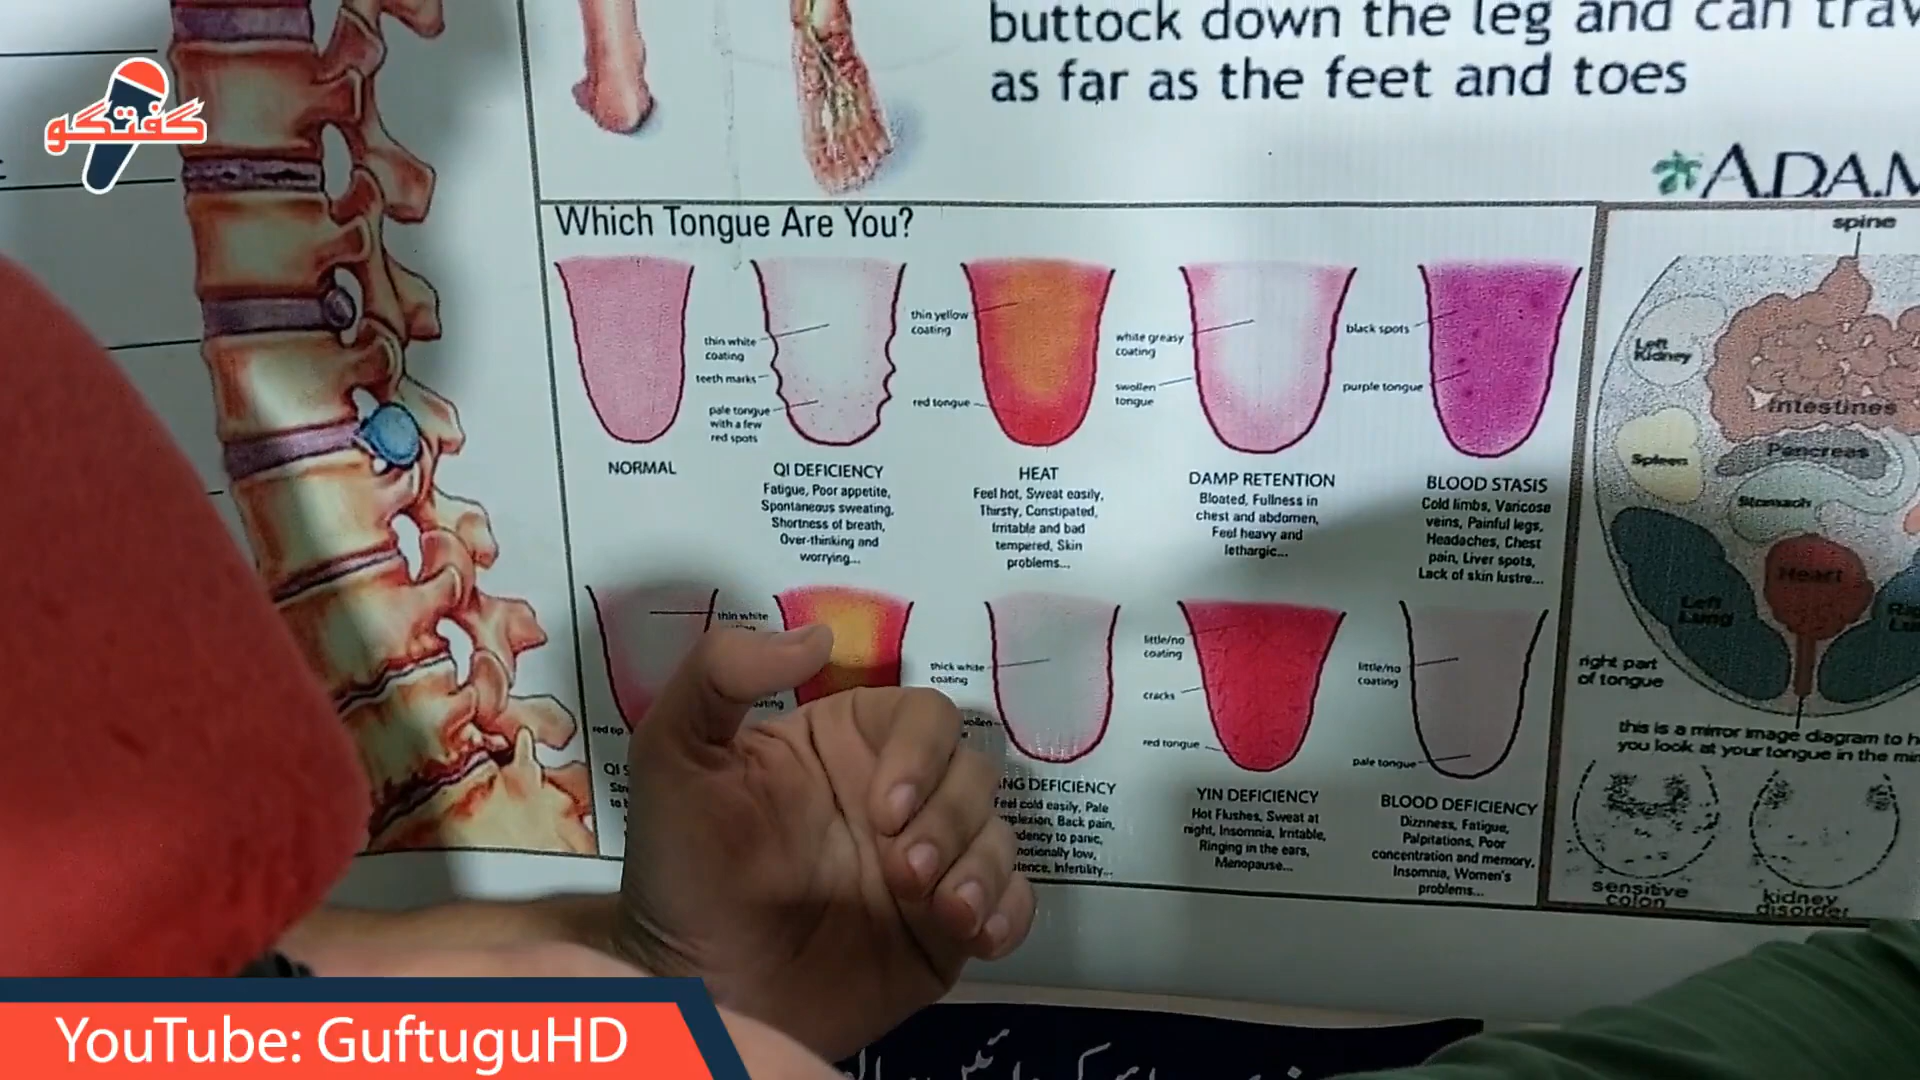 buttock down the leg and can
as far as the feet and toes
گفتگو
A.D.A.M
Which Tongue Are You?
thin white
coating
teeth marks
pale tongue
with a few
red spots
thin yellow
coating
red tongue
white greasy
coating
swollen
tongue
black spots
purple tongue
NORMAL
QI DEFICIENCY
Fatigue, Poor appetite,
Spontaneous sweating,
Shortness of breath,
Over-thinking and
worrying...
HEAT
Feel hot, Sweat easily,
Thirsty, Constipated,
Irritable and bad
tempered, Skin
problems...
DAMP RETENTION
Bloated, Fullness in
chest and abdomen,
Feel heavy and
lethargic...
BLOOD STASIS
Cold limbs, Varicose
veins, Painful legs,
Headaches, Chest
pain, Liver spots,
Lack of skin lustre...
thin white
red tip
QI
thick white
coating
DEFICIENCY
Feel cold easily, Pale
Back pain,
to panic,
low,
Infertility...
little/no
coating
cracks
red tongue
YIN DEFICIENCY
Hot Flushes, Sweat at
night, Insomnia, Irritable,
Ringing in the ears,
Menopause...
little/no
coating
pale tongue
BLOOD DEFICIENCY
Dizziness, Fatigue,
Palpitations, Poor
concentration and memory,
Insomnia, Women's
problems...
spine
Left
Kidney
Intestines
Pancreas
Spleen
Stomach
Heart
Left
Lung
right part
of tongue
this is a mirror image diagram to
you look at your tongue in the
sensitive
colon
kidney
disorder
YouTube: GuftuguHD